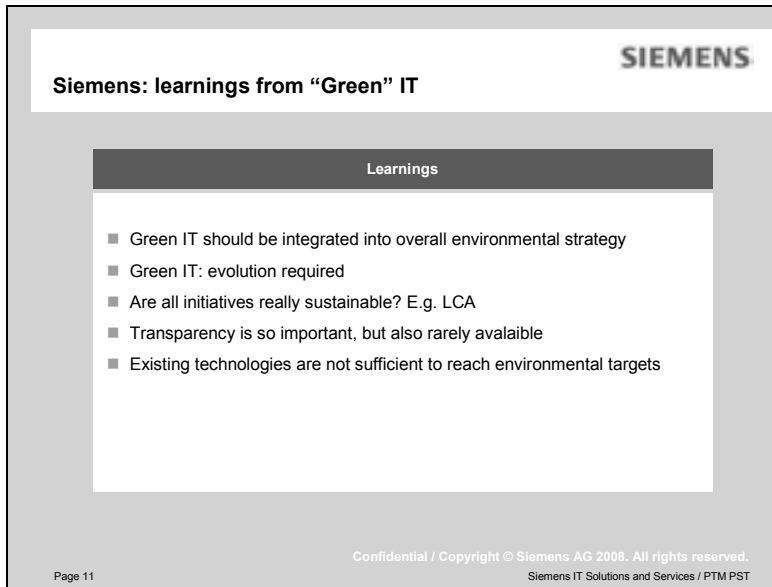 SIEMENS
Siemens: learnings from “Green” IT
Learnings
Green IT should be integrated into overall environmental strategy
Green IT: evolution required
Are all initiatives really sustainable? E.g. LCA
Transparency is so important, but also rarely avalaible
Existing technologies are not sufficient to reach environmental targets
Confidential / Copyright © Siemens AG 2008. All rights reserved.
Page 11 Siemens IT Solutions and Services / PTM PST